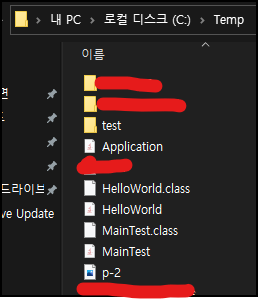 > 내 PC > 로컬 디스크 (C:) > Temp
이름
test
Application
HelloWorld.class
드라이브
HelloWorld
ve Update
MainTest.class
MainTest
p-2